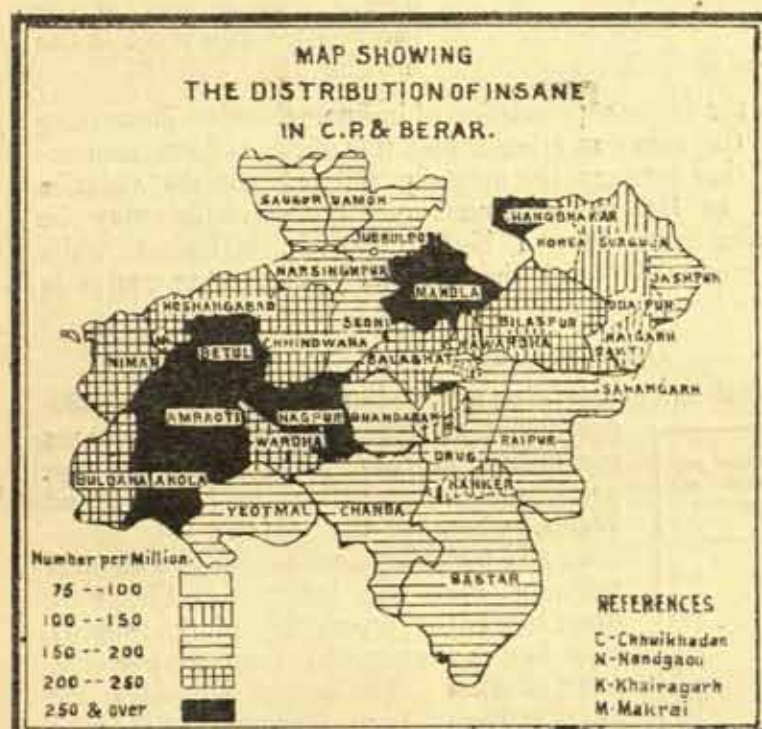 MAP SHOWING
THE DISTRIBUTION OF INSANE
IN C.P. & BERAR.
SAUGOR DAMOH
JUBBULPORE
CHANGBHAKAR
KOREA SURGUJA
JASHPUR
NARSINGHPUR
MANDLA
HOSHANGABAD
UDAIPUR
SEONI
BILASPUR
NIMAR
BETUL
CHHINDWARA
BALAGHAT
KAWARDHA
RAIGARH
SAKTI
SARANGARH
AMRAOTI
NAGPUR
BHANDARA
WARDHA
DRUG
RAIPUR
BULDANA
AKOLA
KANKER
YEOTMAL
CHANDA
BASTAR
Number per Million.
75 -- 100
100 -- 150
150 -- 200
200 -- 250
250 & over
REFERENCES
C-Chhuikhadan
N-Nandgaon
K-Khairagarh
M-Makrai